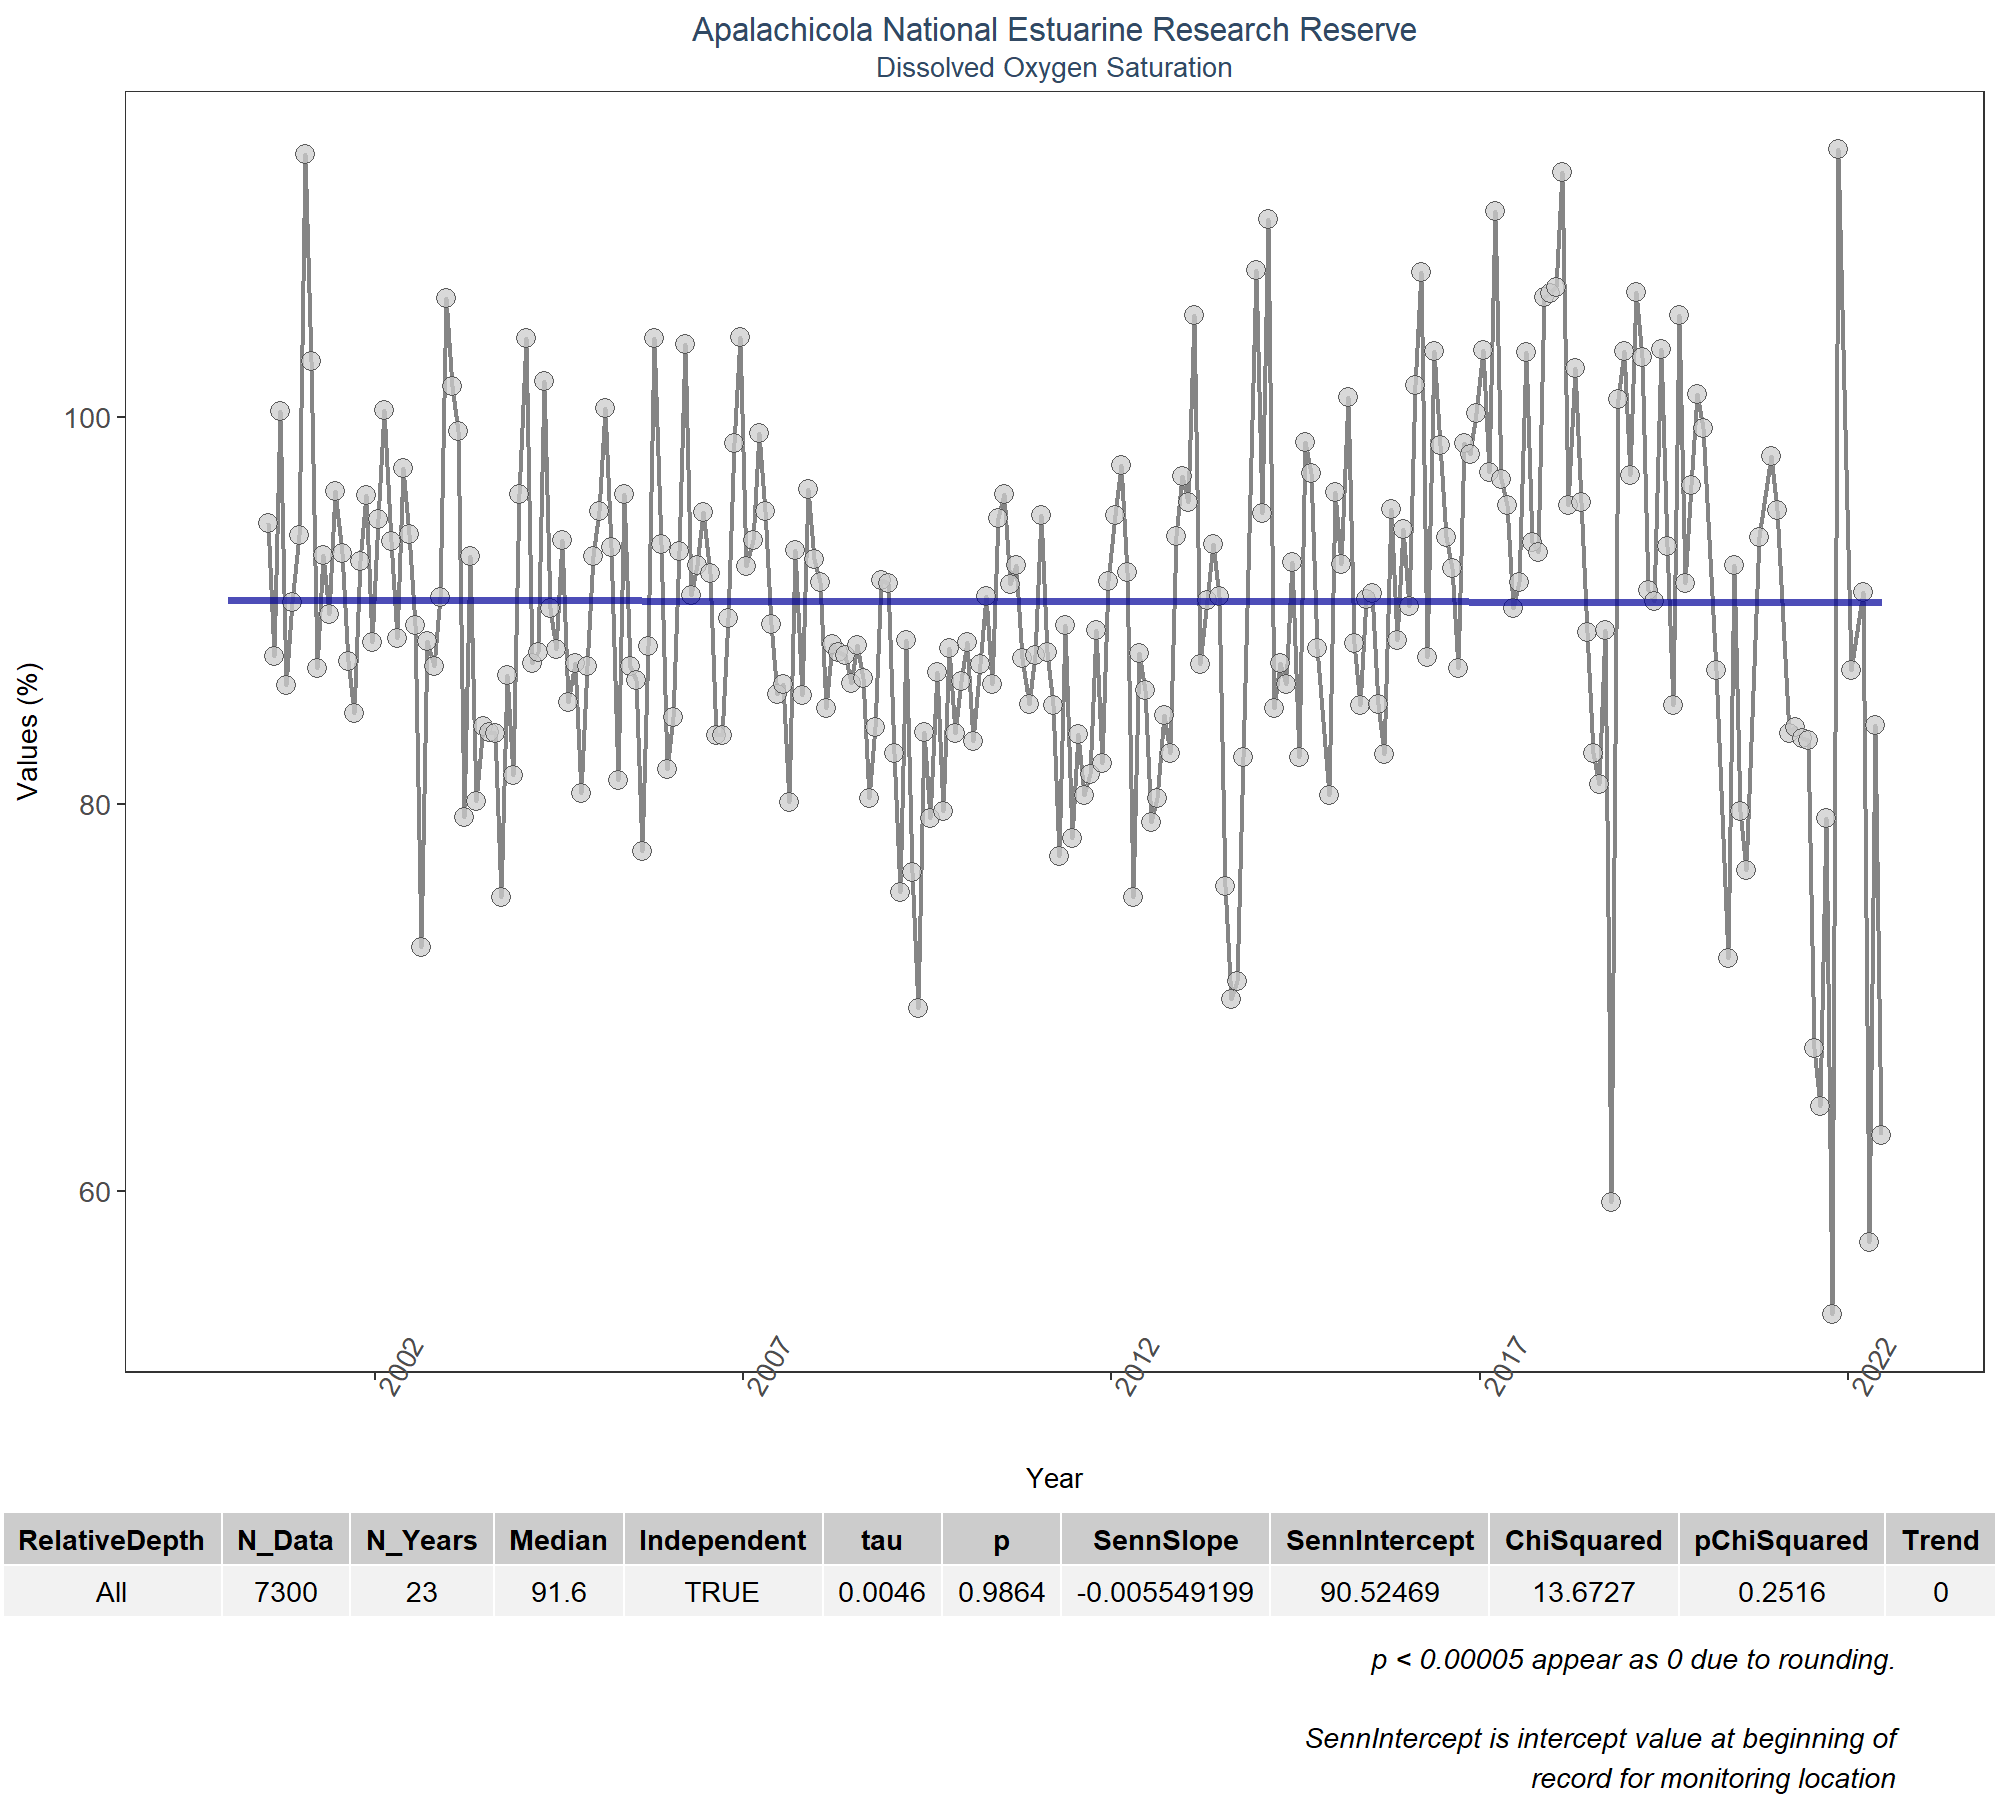 Apalachicola National Estuarine Research Reserve
Dissolved Oxygen Saturation
Values (%)
100
80
60
2002
2007
2012
2017
2022
Year
RelativeDepth N_Data N_Years Median Independent tau p SennSlope SennIntercept ChiSquared pChiSquared Trend
All 7300 23 91.6 TRUE 0.0046 0.9864 -0.005549199 90.52469 13.6727 0.2516 0
p < 0.00005 appear as 0 due to rounding.
SennIntercept is intercept value at beginning of
record for monitoring location